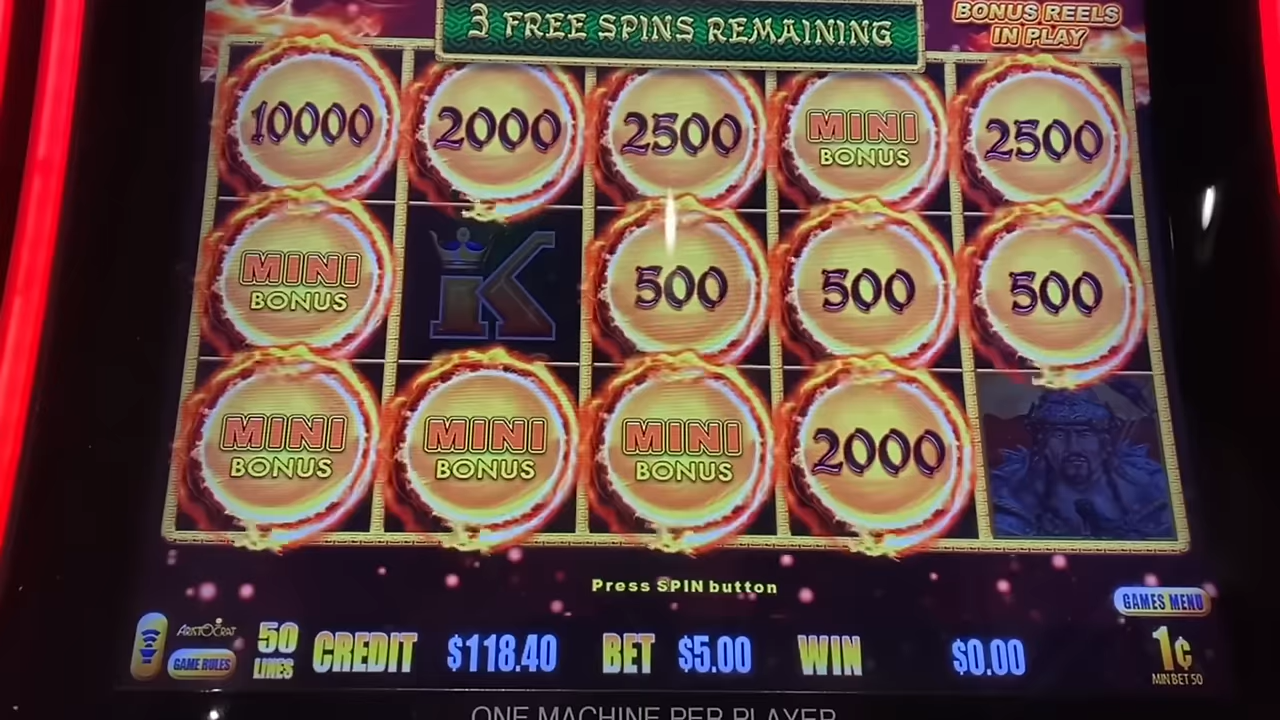 3 FREE SPINS REMAINING
BONUS REELS
IN PLAY
10000
2000
2500
MINI
BONUS
2500
MINI
BONUS
K
500
500
500
MINI
BONUS
MINI
BONUS
MINI
BONUS
2000
Press SPIN button
GAMES MENU
ARISTOCRAT
GAME RULES
50
LINES
CREDIT $118.40
BET $5.00
WIN $0.00
1¢
MIN BET 50
ONE MACHINE PER PLAYER